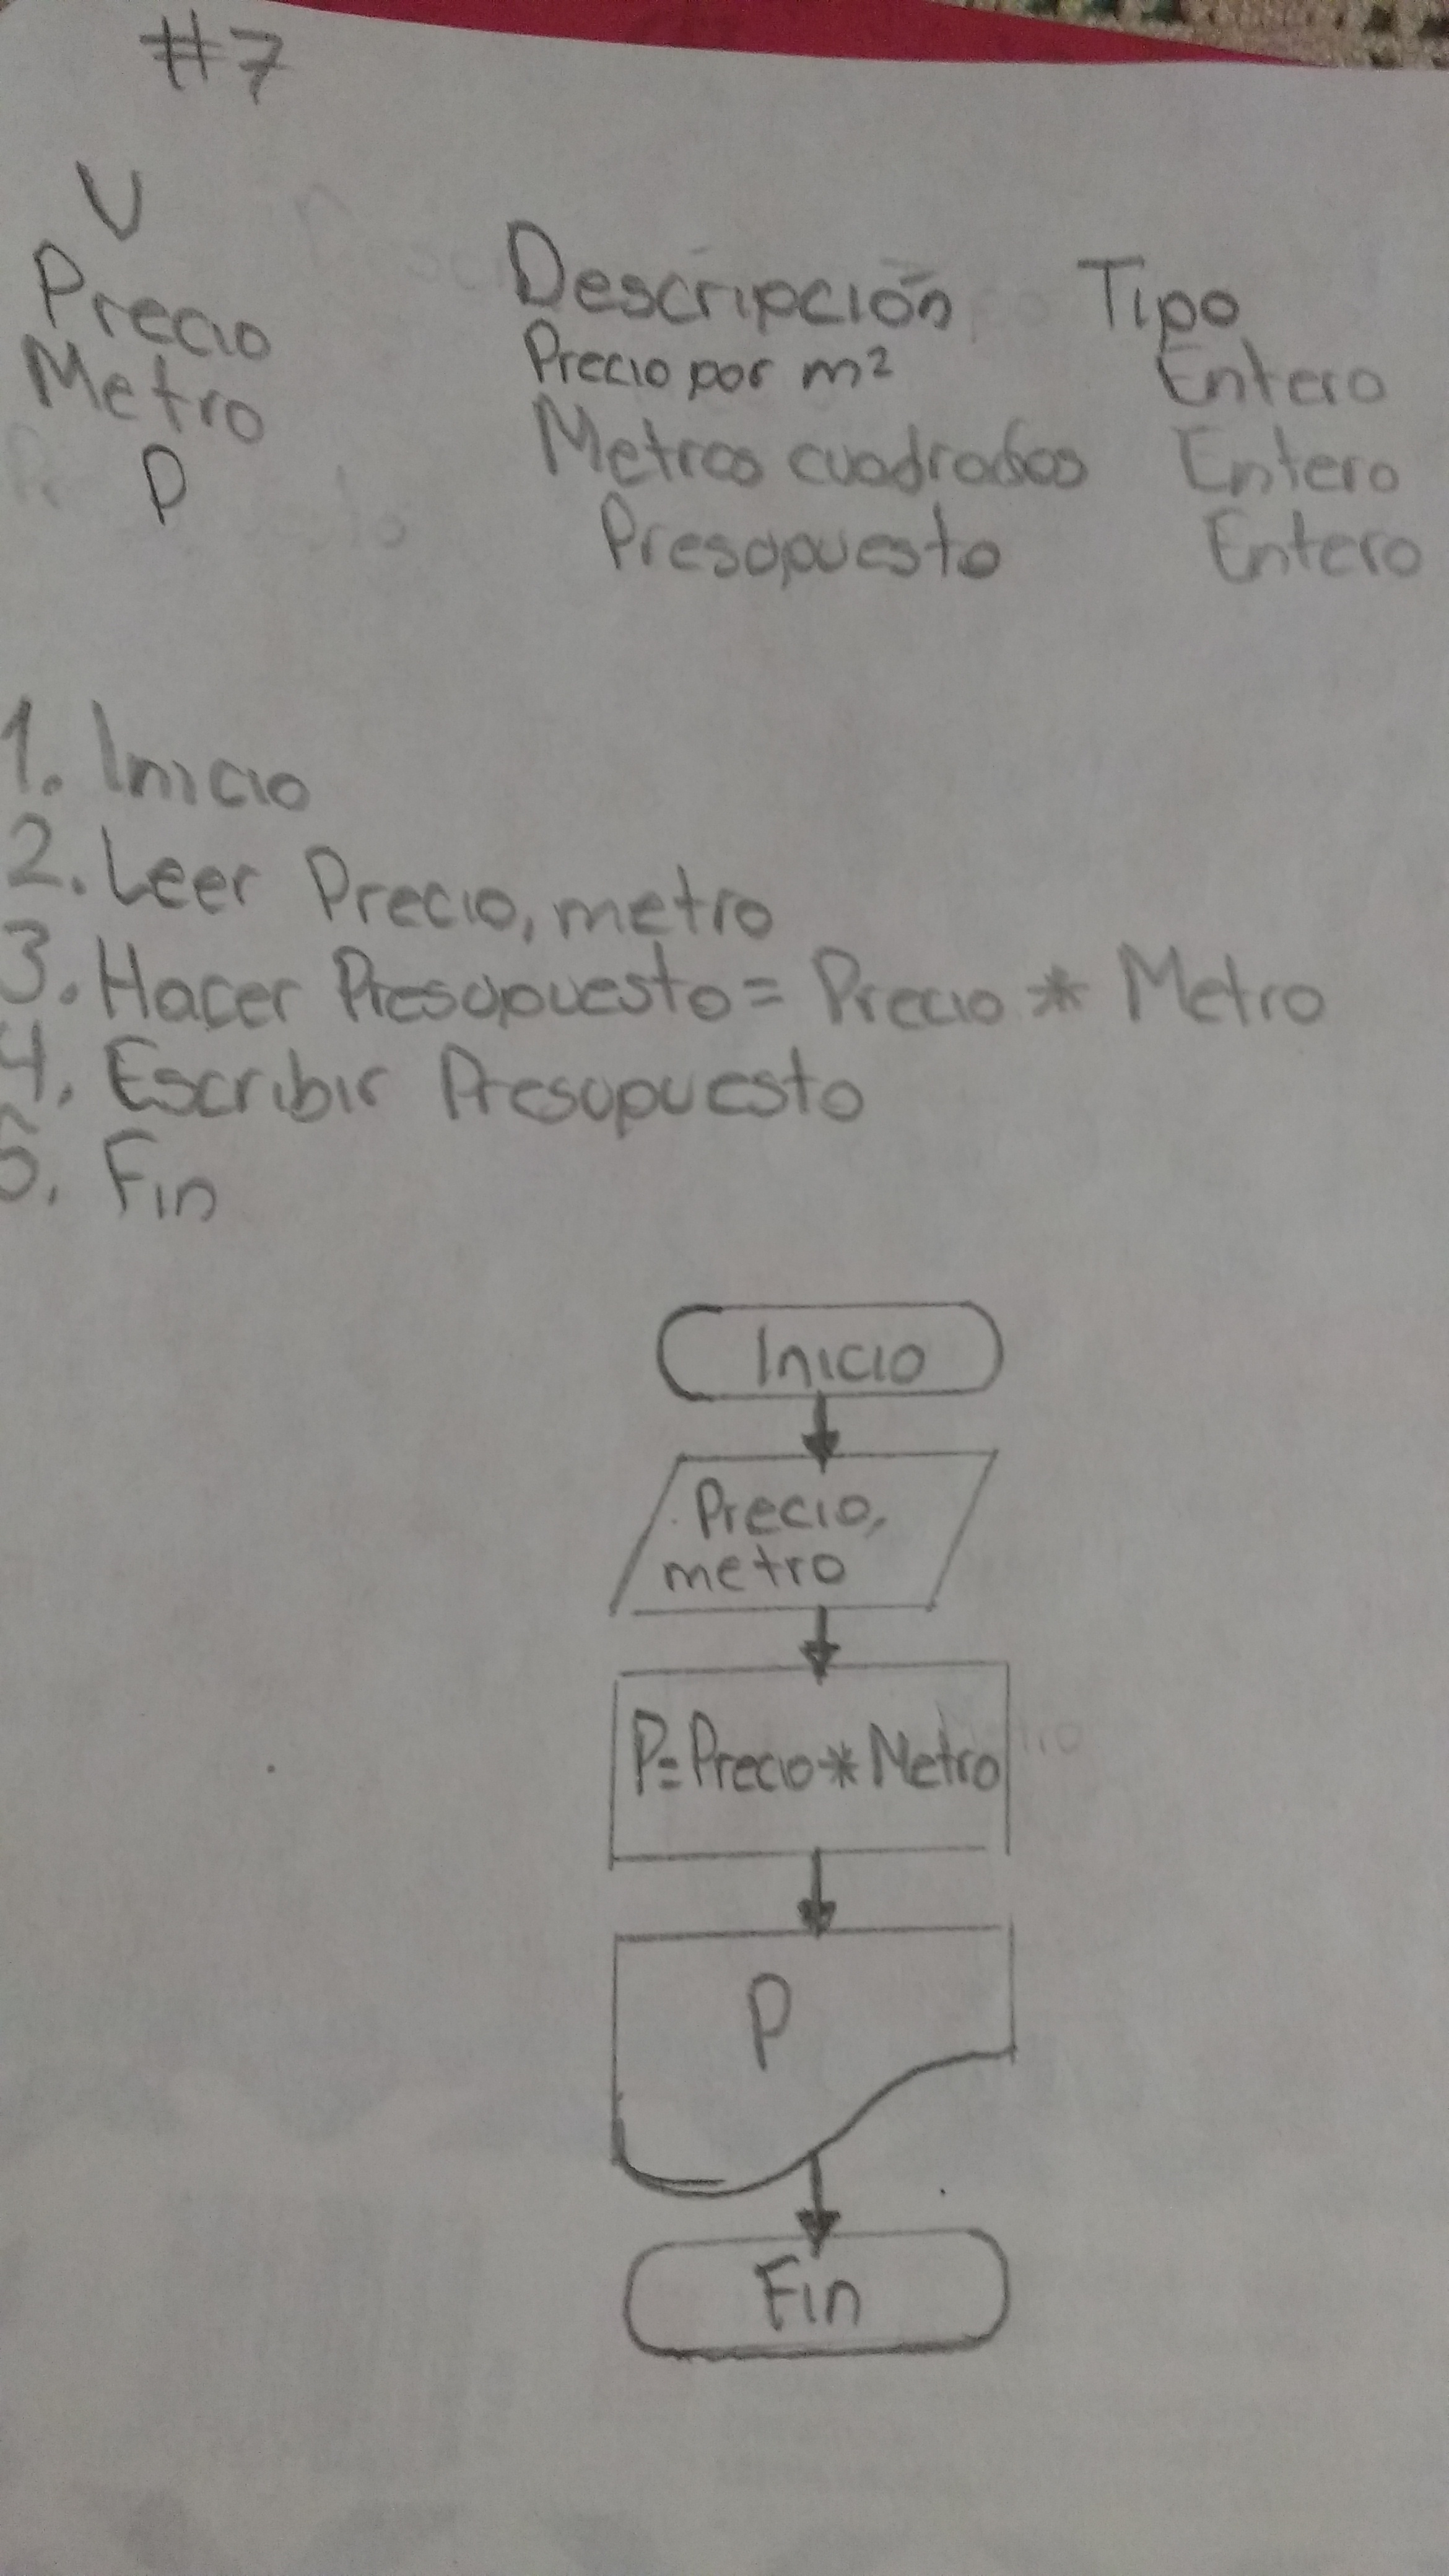 #7
V
Descripción Tipo
Precio Precio por m² Entero
Metro Metros cuadrados Entero
P Presupuesto Entero
1. Inicio
2. Leer Precio, metro
3. Hacer Presupuesto = Precio * Metro
4. Escribir Presupuesto
5. Fin
Inicio
Precio,
metro
P=Precio*Metro
P
Fin